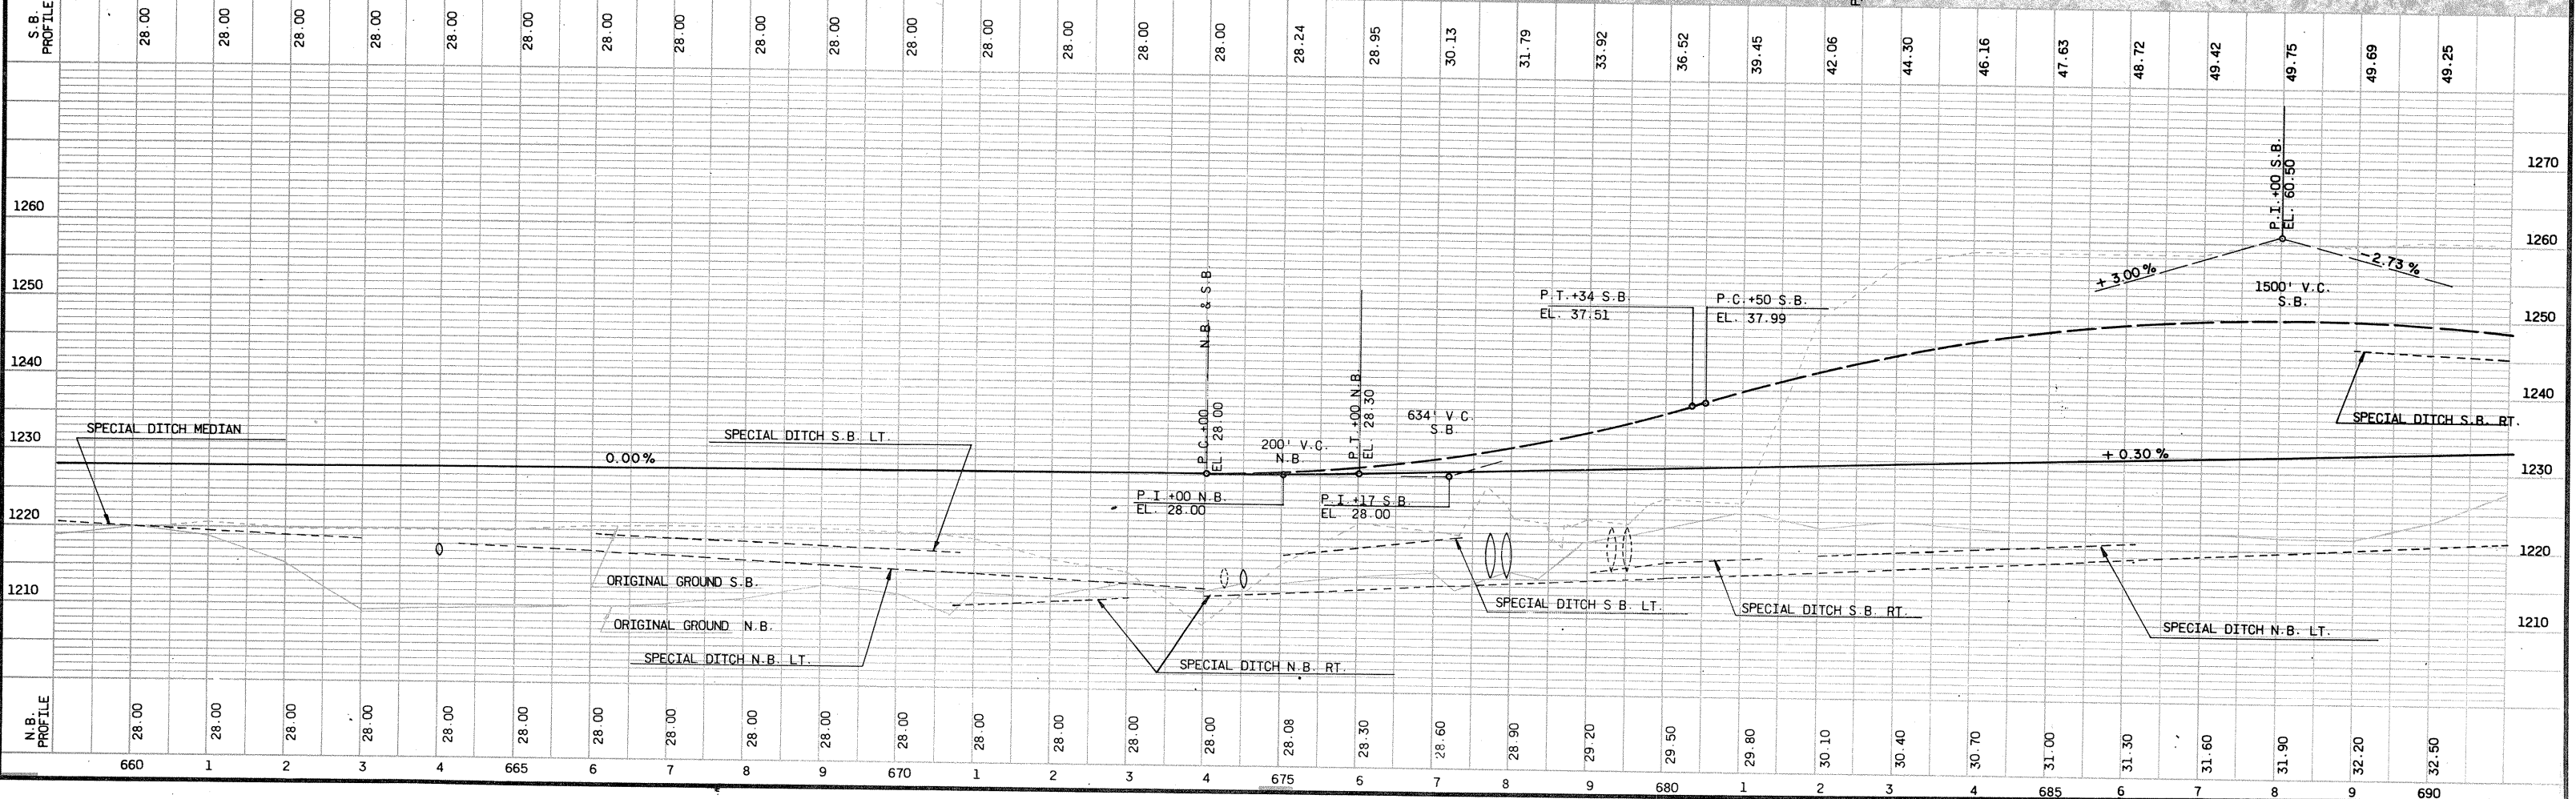 S.B. PROFILE
28.00 28.00 28.00 28.00 28.00 28.00 28.00 28.00 28.00 28.00 28.00 28.00 28.00 28.00 28.00 28.24 28.95 30.13 31.79 33.92 36.52 39.45 42.06 44.30 46.16 47.63 48.72 49.42 49.75 49.69 49.25
1260
1250
1240
1230
1220
1210
1270
1260
1250
1240
1230
1220
1210
P.I. +00 S.B.
EL. 60.50
+ 3.00 %
-2.73 %
1500' V.C.
S.B.
P.T. +34 S.B.
EL. 37.51
P.C. +50 S.B.
EL. 37.99
P.C. +00 N.B. & S.B.
EL. 28.00
P.T. +00 N.B.
EL. 28.30
634' V.C.
S.B.
200' V.C.
N.B.
SPECIAL DITCH MEDIAN
SPECIAL DITCH S.B. LT.
SPECIAL DITCH S.B. RT.
0.00%
+ 0.30 %
P.I. +00 N.B.
EL. 28.00
P.I. +17 S.B.
EL. 28.00
ORIGINAL GROUND S.B.
ORIGINAL GROUND N.B.
SPECIAL DITCH N.B. LT.
SPECIAL DITCH N.B. RT.
SPECIAL DITCH S.B. LT.
SPECIAL DITCH S.B. RT.
SPECIAL DITCH N.B. LT.
N.B. PROFILE
28.00 28.00 28.00 28.00 28.00 28.00 28.00 28.00 28.00 28.00 28.00 28.00 28.00 28.00 28.00 28.08 28.30 28.60 28.90 29.20 29.50 29.80 30.10 30.40 30.70 31.00 31.30 31.60 31.90 32.20 32.50
660 1 2 3 4 665 6 7 8 9 670 1 2 3 4 675 6 7 8 9 680 1 2 3 4 685 6 7 8 9 690